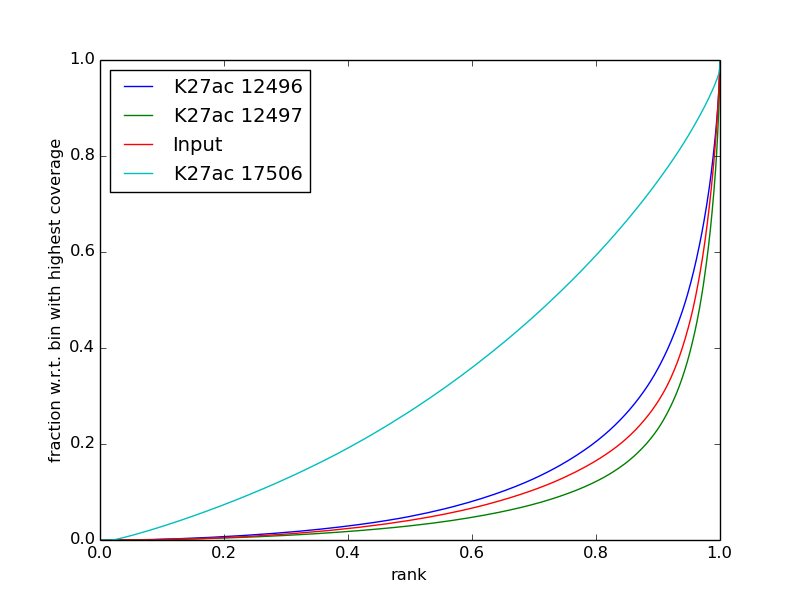 1.0
0.8
0.6
0.4
0.2
0.0
fraction w.r.t. bin with highest coverage
K27ac 12496
K27ac 12497
Input
K27ac 17506
0.0 0.2 0.4 0.6 0.8 1.0
rank